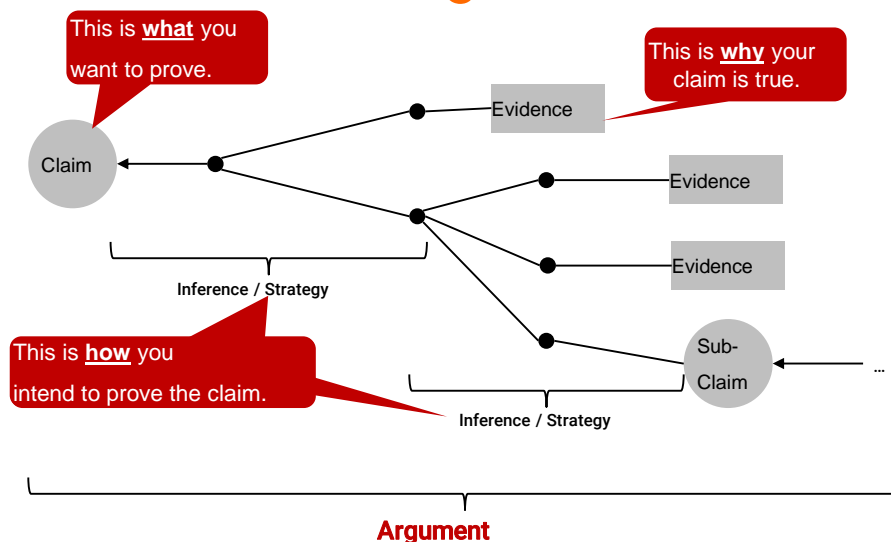 This is what you
want to prove.
This is why your
claim is true.
Evidence
Claim
Evidence
Evidence
Inference / Strategy
This is how you
intend to prove the claim.
Sub-
Claim
...
Inference / Strategy
Argument